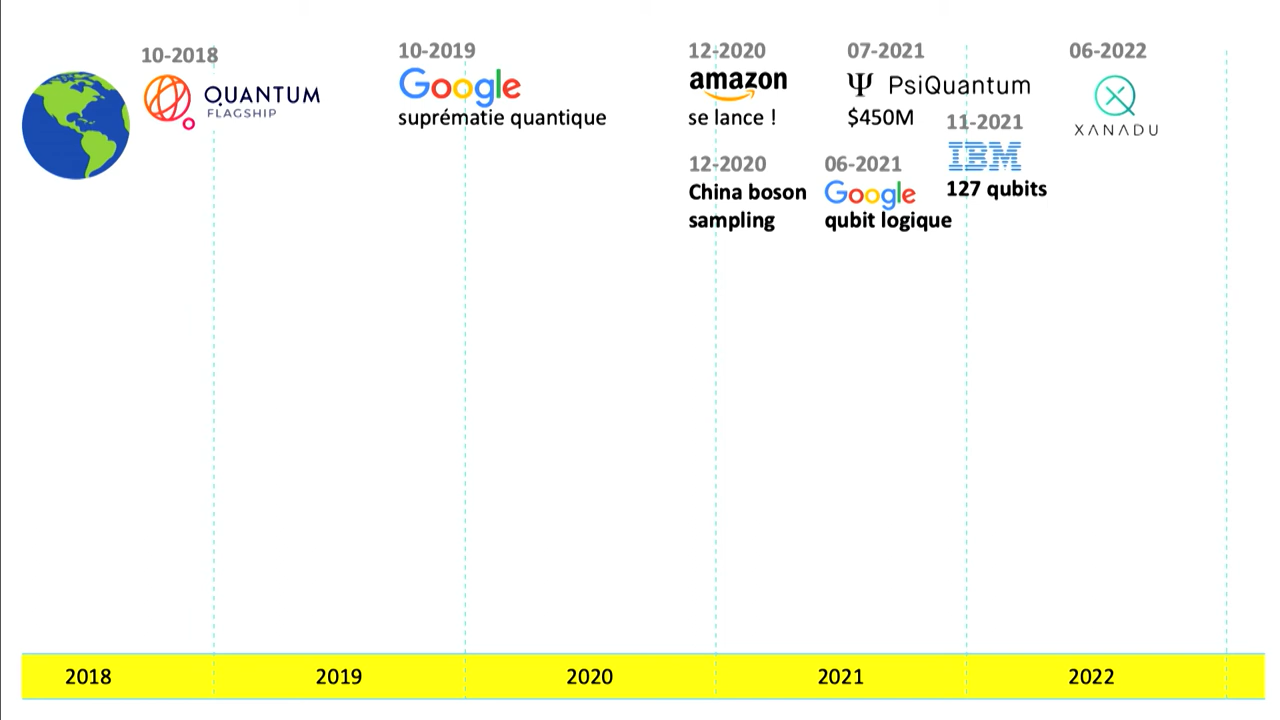 10-2018
QUANTUM
FLAGSHIP
10-2019
Google
suprématie quantique
12-2020
amazon
se lance !
12-2020
China boson
sampling
07-2021
Ψ PsiQuantum
$450M
06-2021
Google
qubit logique
11-2021
IBM
127 qubits
06-2022
XANADU
2018
2019
2020
2021
2022